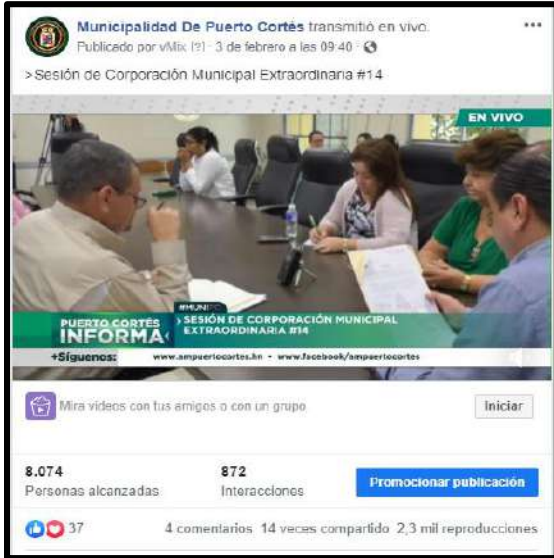 Municipalidad De Puerto Cortés transmitió en vivo.
Publicado por vMix [?] · 3 de febrero a las 09:40 ·
>Sesión de Corporación Municipal Extraordinaria #14
EN VIVO
#MUNIPC
PUERTO CORTÉS
INFORMA
SESIÓN DE CORPORACIÓN MUNICIPAL
EXTRAORDINARIA #14
+Síguenos: www.ampuertocortes.hn - www.facebook/ampuertocortes
Mira videos con tus amigos o con un grupo
Iniciar
8.074
Personas alcanzadas
872
Interacciones
Promocionar publicación
37
4 comentarios 14 veces compartido 2,3 mil reproducciones